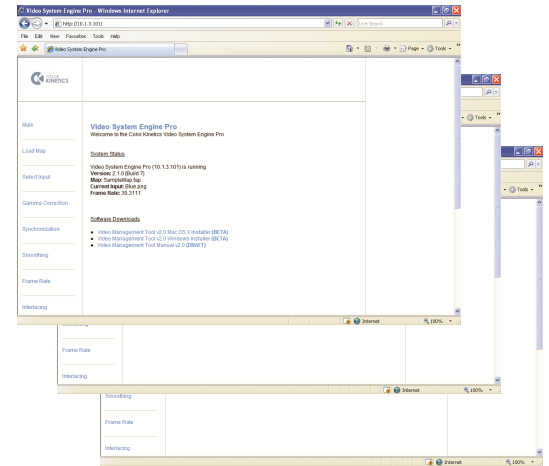 Video System Engine Pro - Windows Internet Explorer
http://10.1.3.101/
Live Search
File Edit View Favorites Tools Help
Video System Engine Pro
Page Tools
COLOR
KINETICS
Main
Load Map
Select Input
Gamma Correction
Synchronization
Smoothing
Frame Rate
Interlacing
Video System Engine Pro
Welcome to the Color Kinetics Video System Engine Pro
System Status
Video System Engine Pro (10.1.3.101) is running
Version: 2.1.0 [Build 7]
Map: SampleMap.fap
Current Input: Blue.png
Frame Rate: 30.3111
Software Downloads
Video Management Tool v2.0 Mac OS X Installer (BETA)
Video Management Tool v2.0 Windows Installer (BETA)
Video Management Tool Manual v2.0 (DRAFT)
Internet 100%
Tools
Frame Rate
Interlacing
Internet 100%
Tools
Smoothing
Frame Rate
Interlacing
Internet 100%